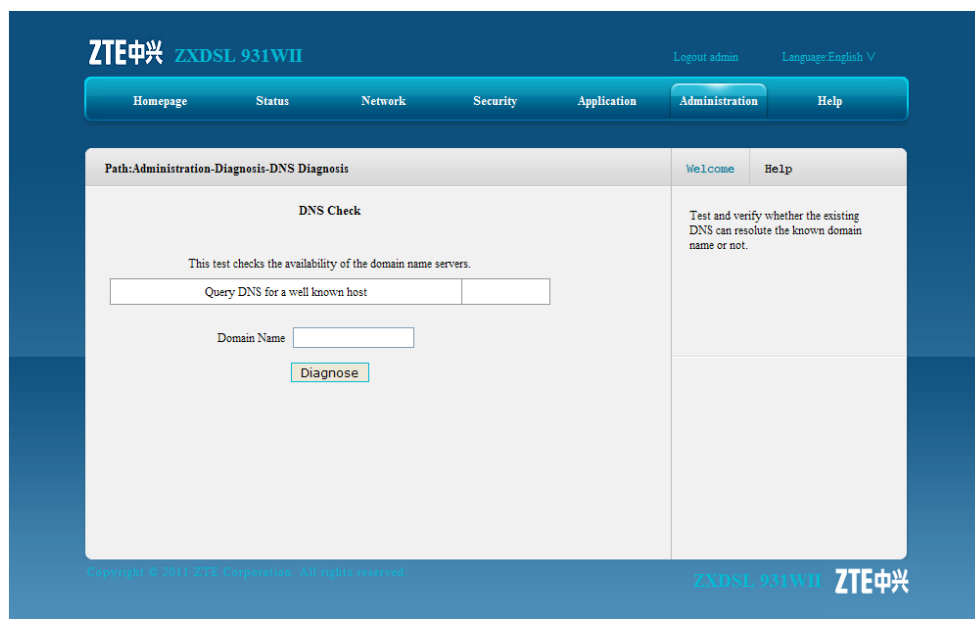 ZTE中兴 ZXDSL 931WII
Logout admin Language:English V
Homepage Status Network Security Application Administration Help
Path:Administration-Diagnosis-DNS Diagnosis
Welcome Help
DNS Check
Test and verify whether the existing
DNS can resolute the known domain
name or not.
This test checks the availability of the domain name servers.
Query DNS for a well known host
Domain Name
Diagnose
Copyright © 2011 ZTE Corporation. All rights reserved.
ZXDSL 931WII ZTE中兴